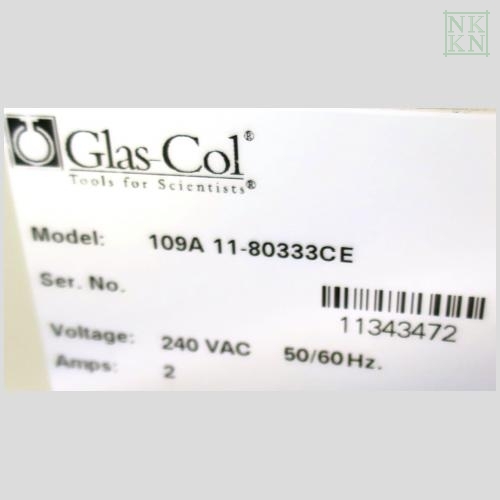 NK
KN
Glas-Col®
Tools for Scientists®
Model: 109A 11-80333CE
Ser. No.
11343472
Voltage: 240 VAC 50/60 Hz.
Amps: 2